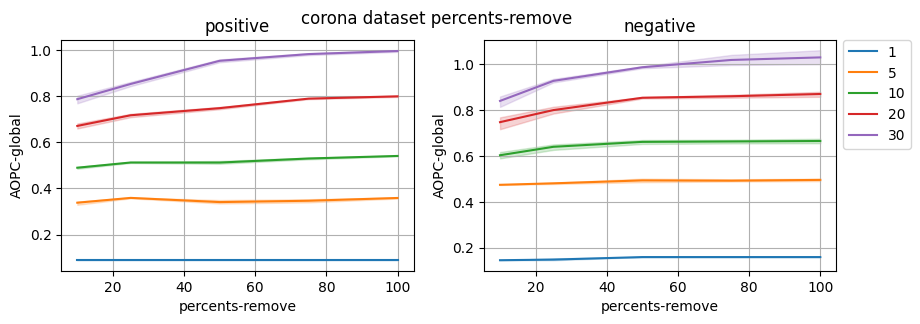 corona dataset percents-remove
positive
1.0
0.8
0.6
0.4
0.2
AOPC-global
20 40 60 80 100
percents-remove
negative
1.0
0.8
0.6
0.4
0.2
AOPC-global
20 40 60 80 100
percents-remove
1
5
10
20
30